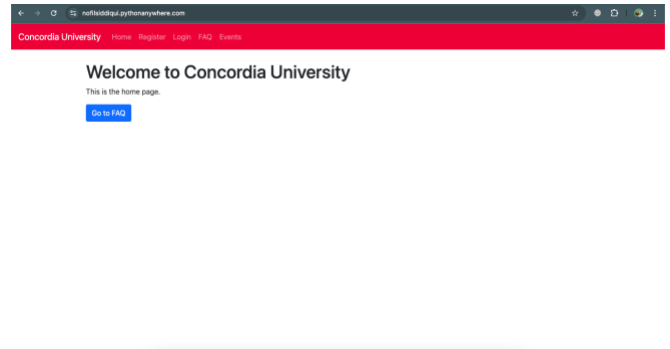 nofilsiddiqui.pythonanywhere.com
Concordia University Home Register Login FAQ Events
Welcome to Concordia University
This is the home page.
Go to FAQ